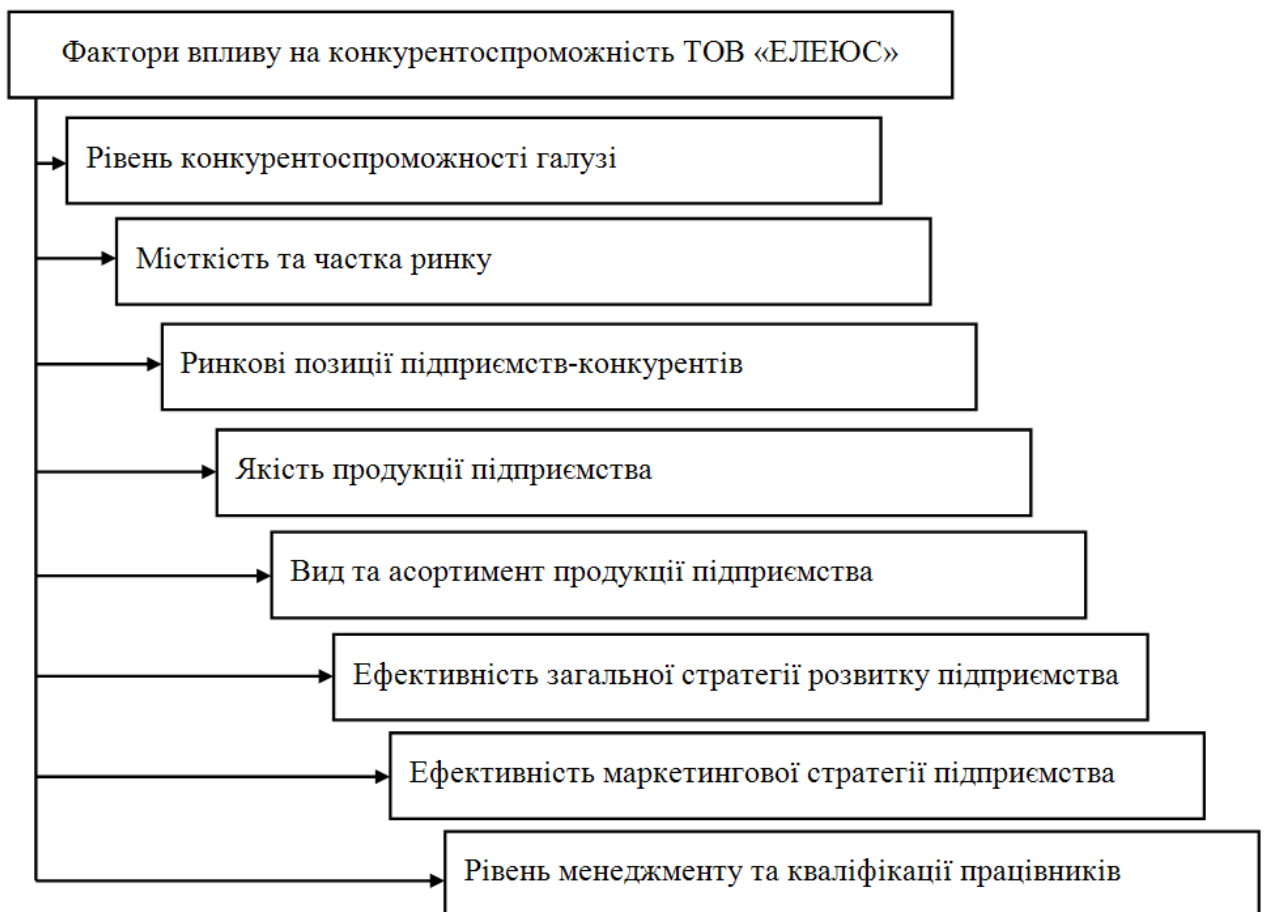 Фактори впливу на конкурентоспроможність ТОВ «ЕЛЕЮС»
Рівень конкурентоспроможності галузі
Місткість та частка ринку
Ринкові позиції підприємств-конкурентів
Якість продукції підприємства
Вид та асортимент продукції підприємства
Ефективність загальної стратегії розвитку підприємства
Ефективність маркетингової стратегії підприємства
Рівень менеджменту та кваліфікації працівників